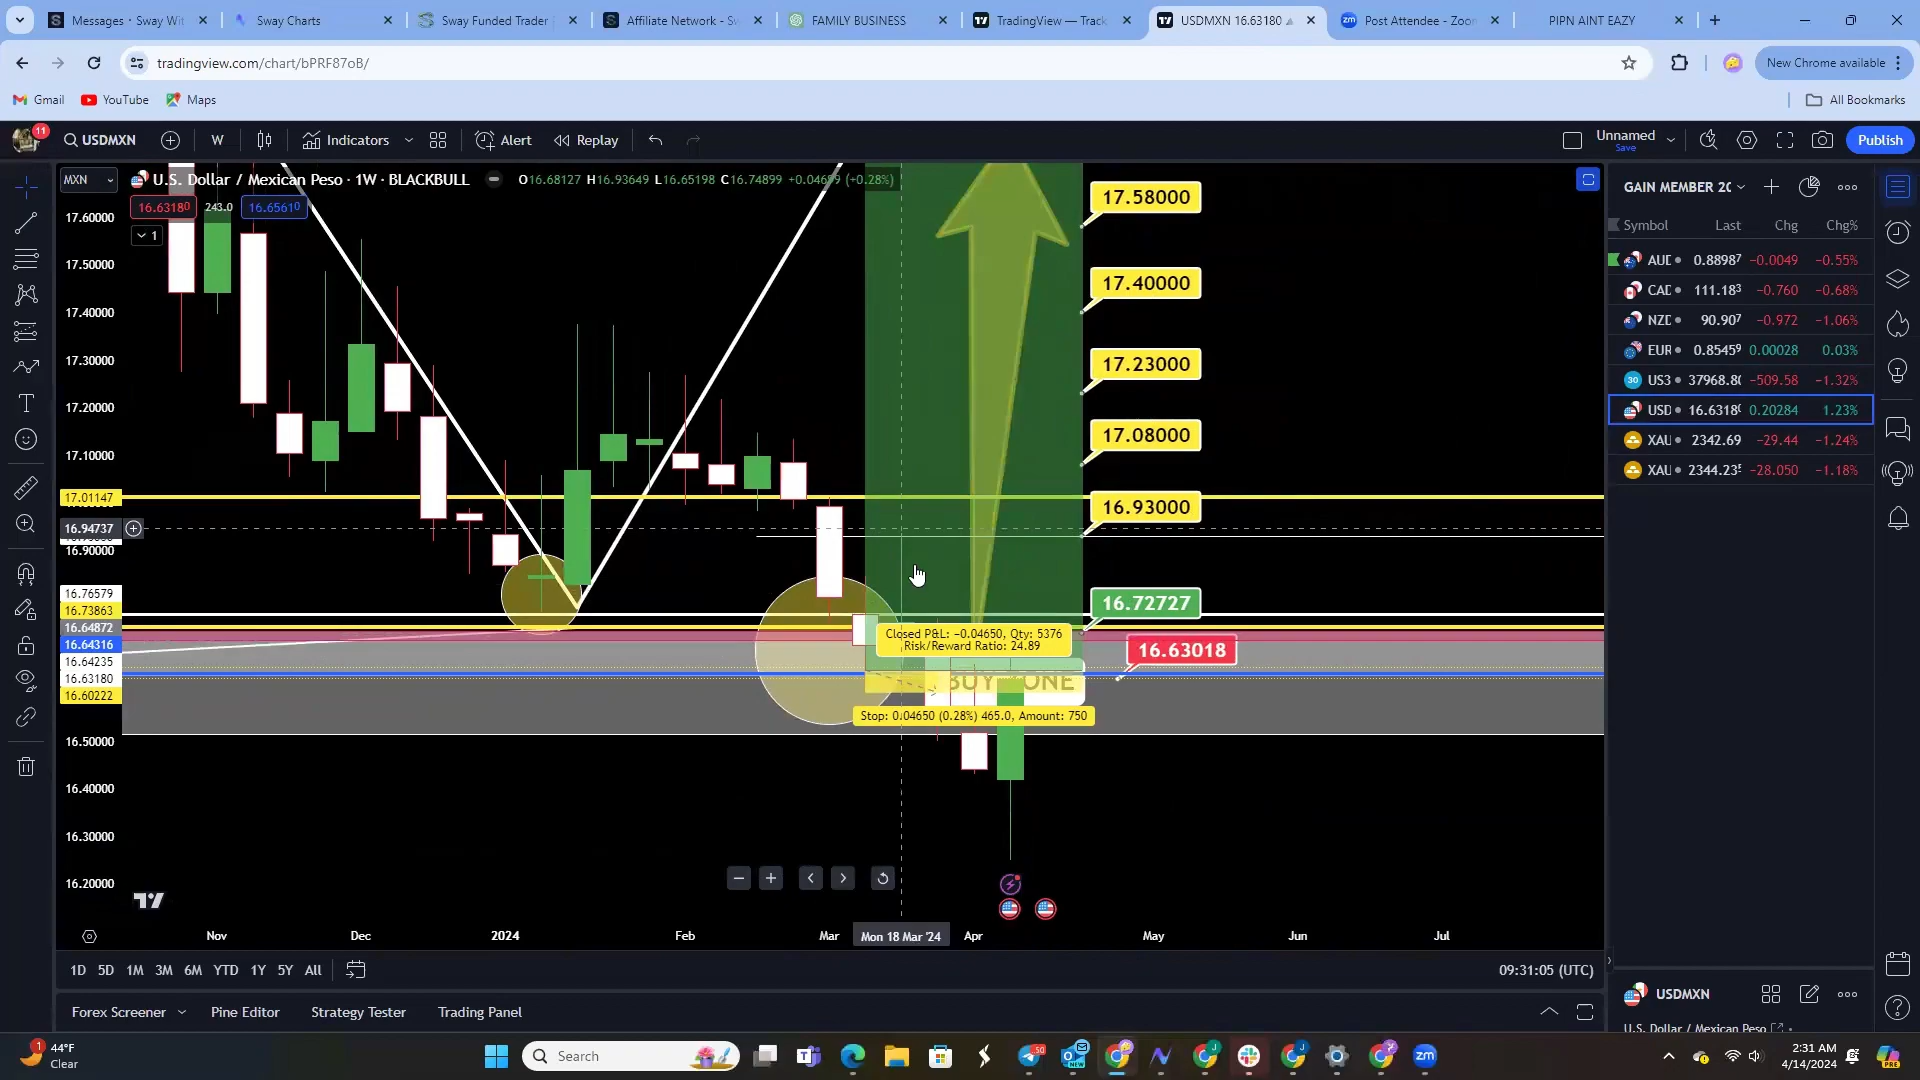 Messages • Sway Wit
Sway Charts
Sway Funded Trader
Affiliate Network - Sw
FAMILY BUSINESS
TradingView — Track
USDMXN 16.63180
Post Attendee - Zoom
PIPN AINT EAZY
tradingview.com/chart/bPRF87oB/
New Chrome available
Gmail
YouTube
Maps
All Bookmarks
11
USDMXN
W
Indicators
Alert
Replay
Unnamed
Save
Publish
MXN
U.S. Dollar / Mexican Peso · 1W · BLACKBULL
O16.68127 H16.93649 L16.65198 C16.74899 +0.04699 (+0.28%)
16.63180
243.0
16.65610
1
17.60000
17.50000
17.40000
17.30000
17.20000
17.10000
17.01147
16.94737
16.90000
16.76579
16.73863
16.64872
16.64316
16.64235
16.63180
16.60222
16.50000
16.40000
16.30000
16.20000
17.58000
17.40000
17.23000
17.08000
16.93000
16.72727
16.63018
Closed P&L: −0.04650, Qty: 5376
Risk/Reward Ratio: 24.89
Stop: 0.04650 (0.28%) 465.0, Amount: 750
Nov
Dec
2024
Feb
Mar
Mon 18 Mar '24
Apr
May
Jun
Jul
1D 5D 1M 3M 6M YTD 1Y 5Y All
09:31:05 (UTC)
Forex Screener
Pine Editor
Strategy Tester
Trading Panel
GAIN MEMBER 20
Symbol Last Chg Chg%
AUD 0.88987 −0.0049 −0.55%
CAD 111.183 −0.760 −0.68%
NZD 90.907 −0.972 −1.06%
EUR 0.85459 0.00028 0.03%
30 US3 37968.80 −509.58 −1.32%
USD 16.63180 0.20284 1.23%
XAU 2342.69 −29.44 −1.24%
XAU 2344.235 −28.050 −1.18%
USDMXN
U.S. Dollar / Mexican Peso
1
44°F
Clear
Search
50
NEW
zm
2:31 AM
4/14/2024
PRE